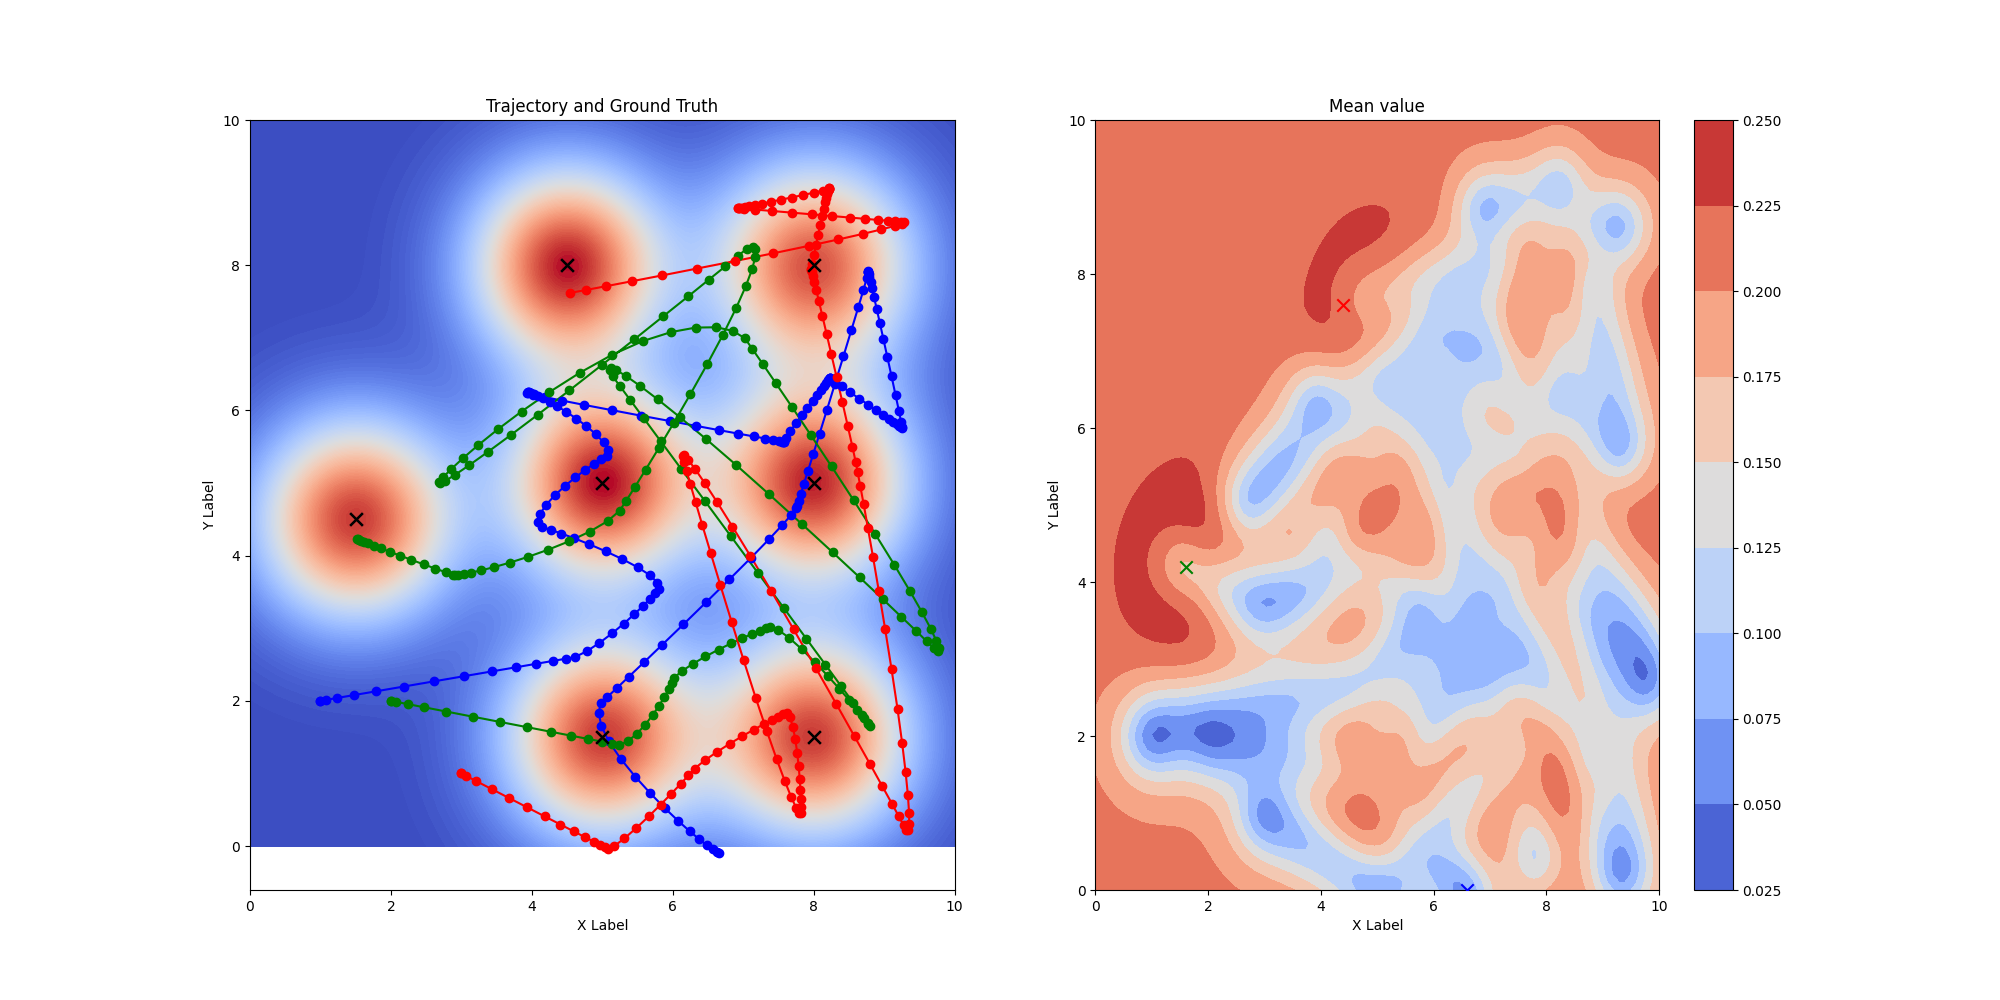 Trajectory and Ground Truth
Mean value
10
8
6
4
2
0
Y Label
0 2 4 6 8 10
X Label
10
8
6
4
2
0
Y Label
0 2 4 6 8 10
X Label
0.250
0.225
0.200
0.175
0.150
0.125
0.100
0.075
0.050
0.025